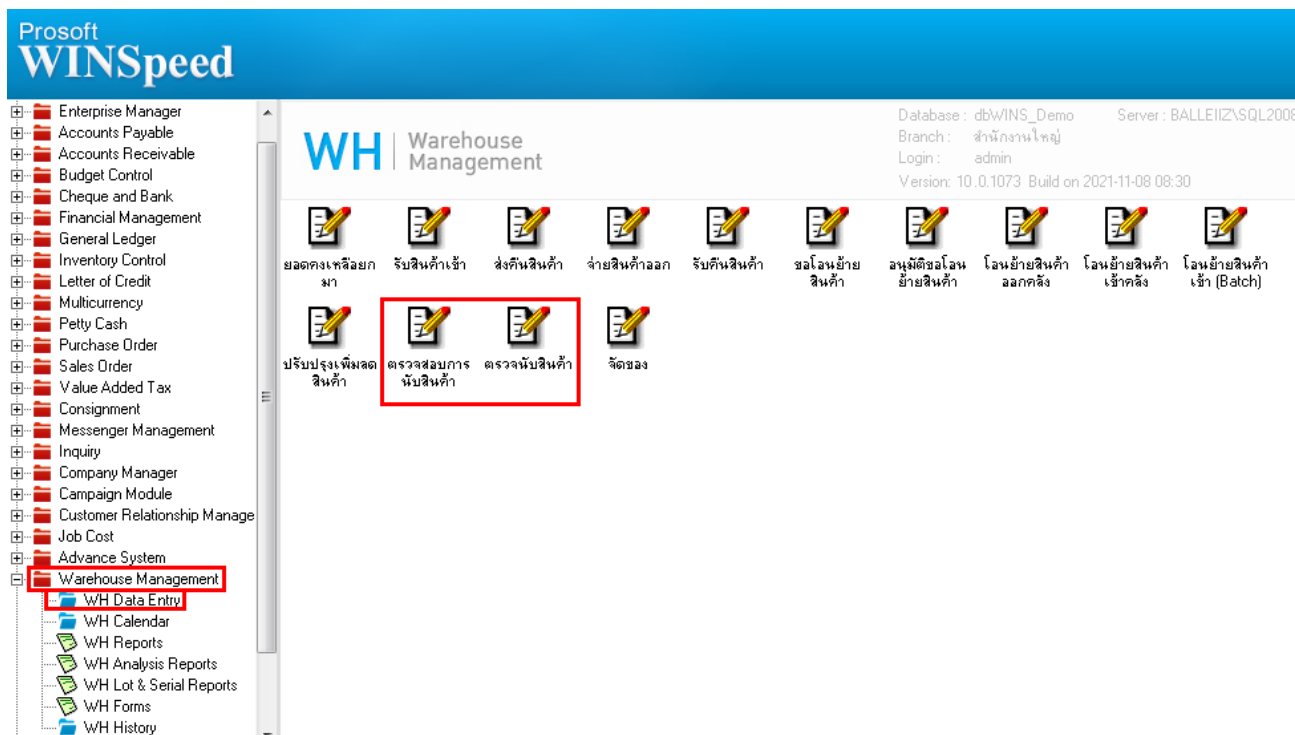 Prosoft
WINSpeed
Enterprise Manager
Accounts Payable
Accounts Receivable
Budget Control
Cheque and Bank
Financial Management
General Ledger
Inventory Control
Letter of Credit
Multicurrency
Petty Cash
Purchase Order
Sales Order
Value Added Tax
Consignment
Messenger Management
Inquiry
Company Manager
Campaign Module
Customer Relationship Manage
Job Cost
Advance System
Warehouse Management
WH Data Entry
WH Calendar
WH Reports
WH Analysis Reports
WH Lot & Serial Reports
WH Forms
WH History
WH Warehouse
Management
Database : dbWINS_Demo Server : BALLEIIZ\SQL2008
Branch : สำนักงานใหญ่
Login : admin
Version: 10.0.1073 Build on 2021-11-08 08:30
ยอดคงเหลือยก
มา
รับสินค้าเข้า
ส่งคืนสินค้า
จ่ายสินค้าออก
รับคืนสินค้า
ขอโอนย้าย
สินค้า
อนุมัติขอโอน
ย้ายสินค้า
โอนย้ายสินค้า
ออกคลัง
โอนย้ายสินค้า
เข้าคลัง
โอนย้ายสินค้า
เข้า (Batch)
ปรับปรุงเพิ่มลด
สินค้า
ตรวจสอบการ
นับสินค้า
ตรวจนับสินค้า
จัดของ